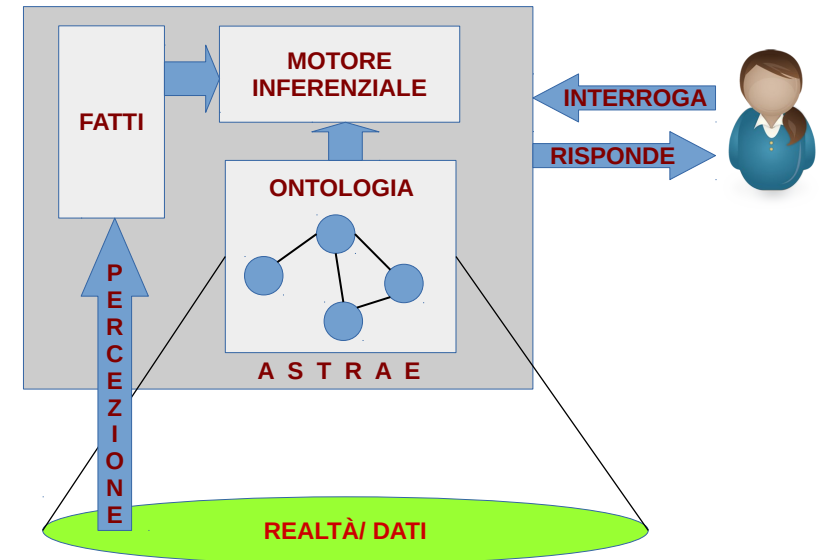 MOTORE
INFERENZIALE
FATTI
INTERROGA
RISPONDE
ONTOLOGIA
PERCEZIONE
A S T R A E
REALTÀ/ DATI